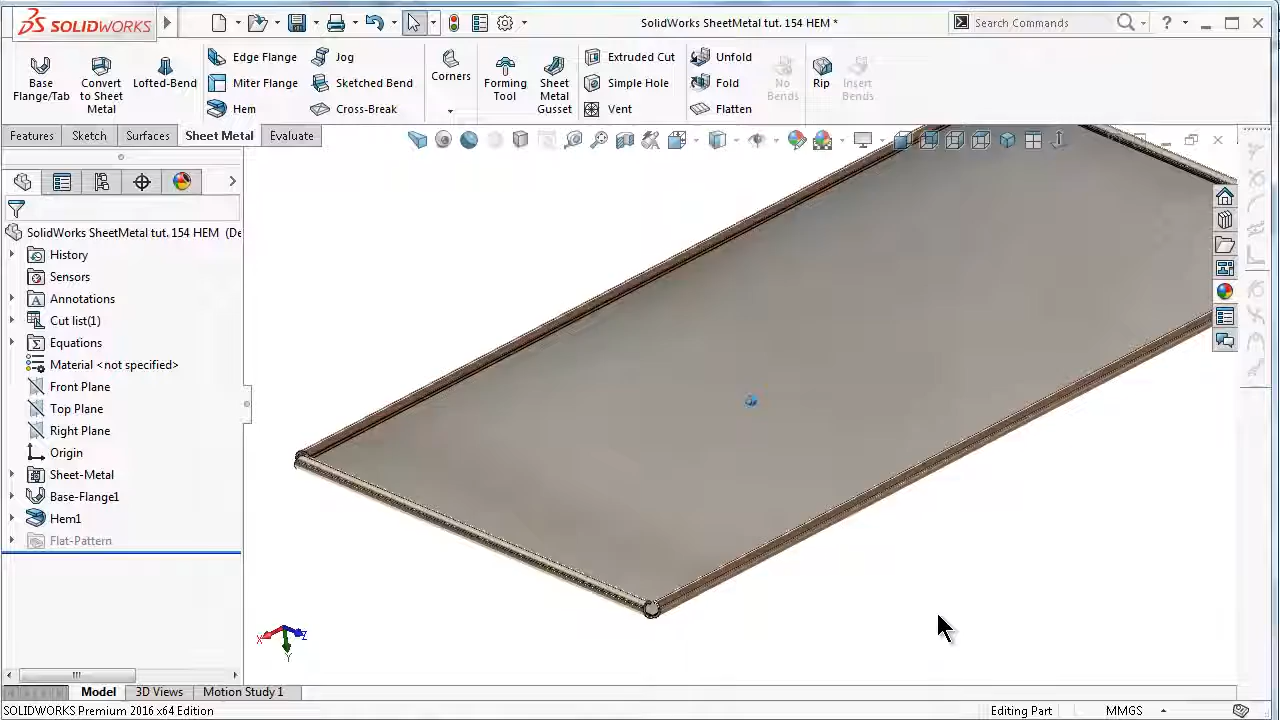 SOLIDWORKS
SolidWorks SheetMetal tut. 154 HEM *
Search Commands
?
Base Flange/Tab
Convert to Sheet Metal
Lofted-Bend
Edge Flange
Miter Flange
Hem
Jog
Sketched Bend
Cross-Break
Corners
Forming Tool
Sheet Metal Gusset
Extruded Cut
Simple Hole
Vent
Unfold
Fold
Flatten
No Bends
Rip
Insert Bends
Features
Sketch
Surfaces
Sheet Metal
Evaluate
SolidWorks SheetMetal tut. 154 HEM (De
History
Sensors
Annotations
Cut list(1)
Equations
Material <not specified>
Front Plane
Top Plane
Right Plane
Origin
Sheet-Metal
Base-Flange1
Hem1
Flat-Pattern
X
Y
Z
Model
3D Views
Motion Study 1
SOLIDWORKS Premium 2016 x64 Edition
Editing Part
MMGS